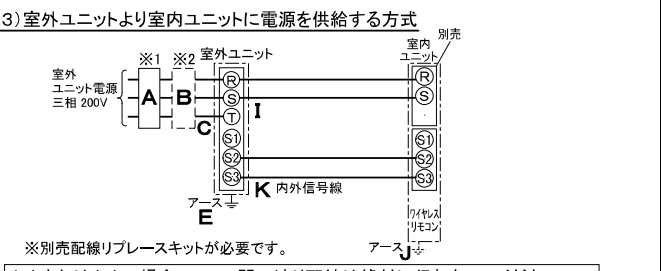 3)室外ユニットより室内ユニットに電源を供給する方式
別売
※1 ※2 室外ユニット
室内
ユニット
室外
ユニット電源
三相 200V
A B C
R S T
S1 S2 S3
I
R S
S1 S2 S3
K 内外信号線
アース
E
ワイヤレス
リモコン
※別売配線リプレースキットが必要です。
アース J